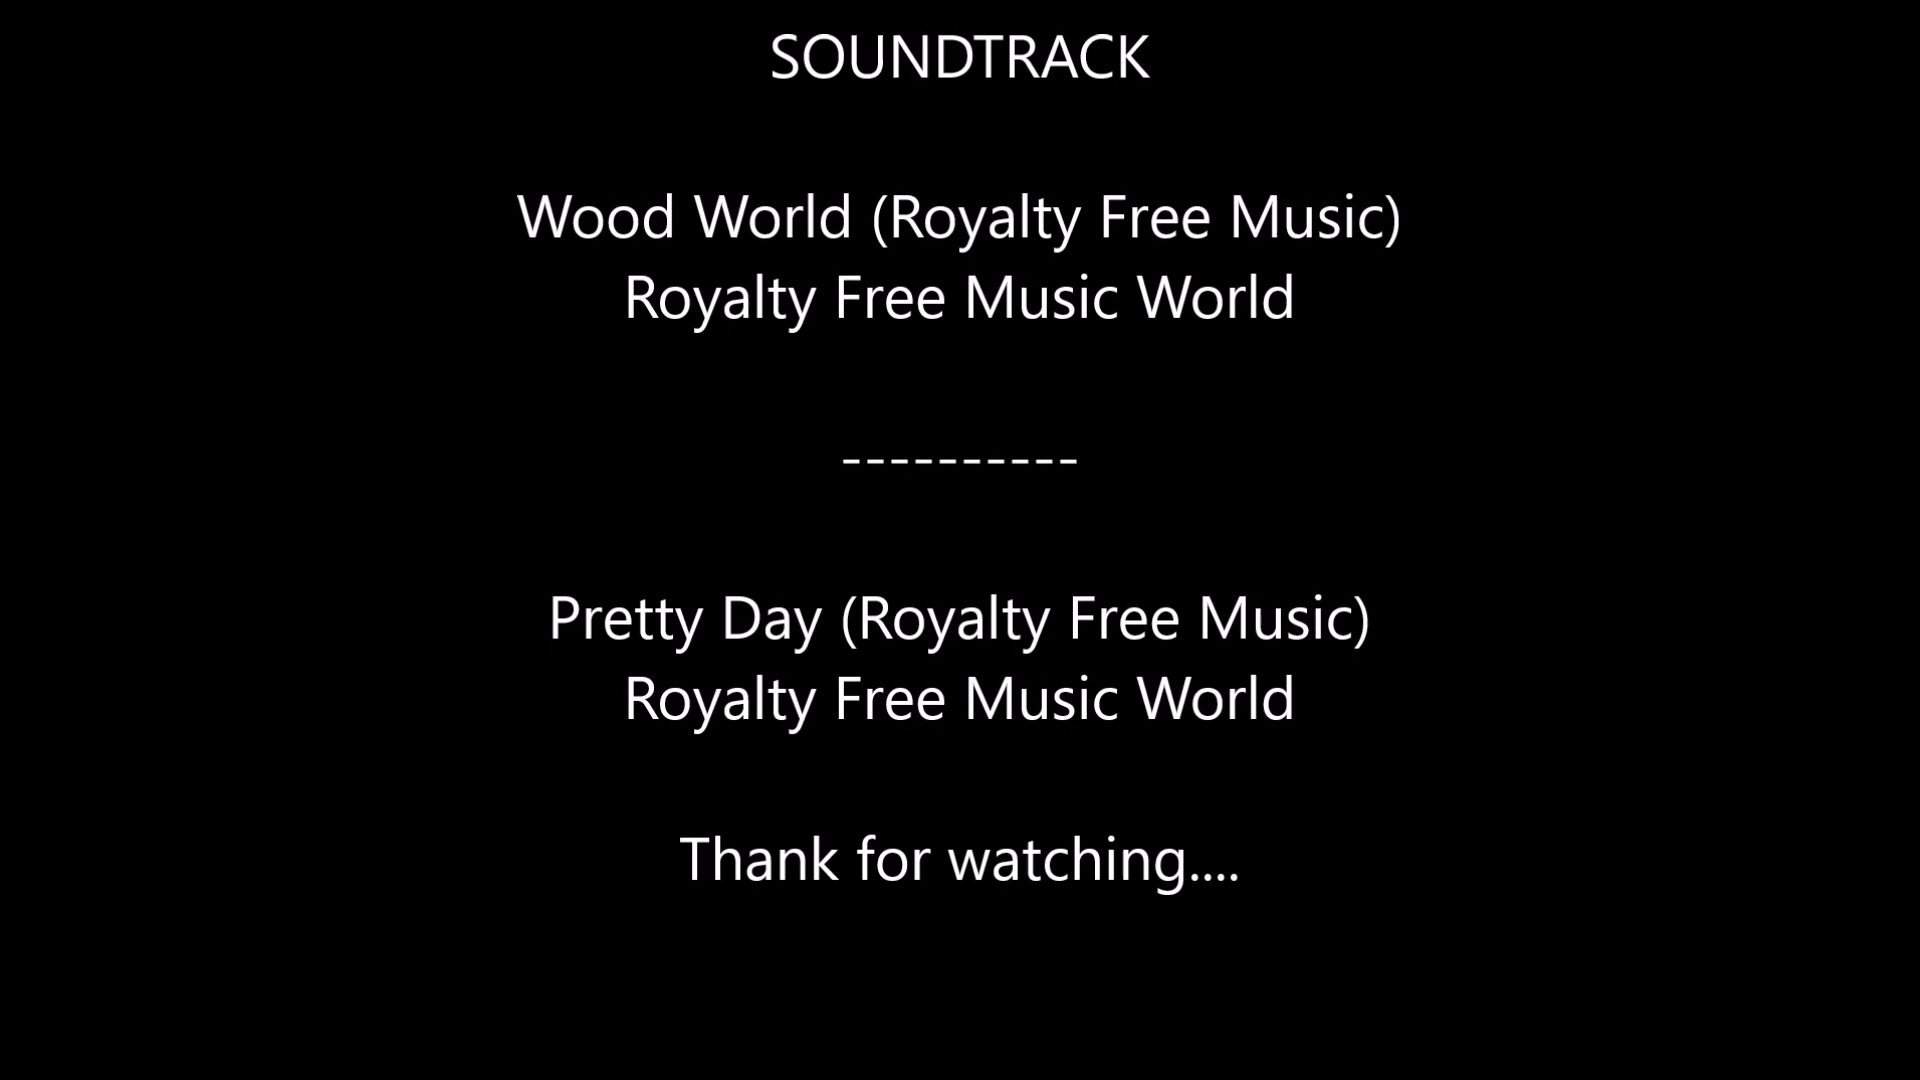 SOUNDTRACK
Wood World (Royalty Free Music)
Royalty Free Music World
----------
Pretty Day (Royalty Free Music)
Royalty Free Music World
Thank for watching....